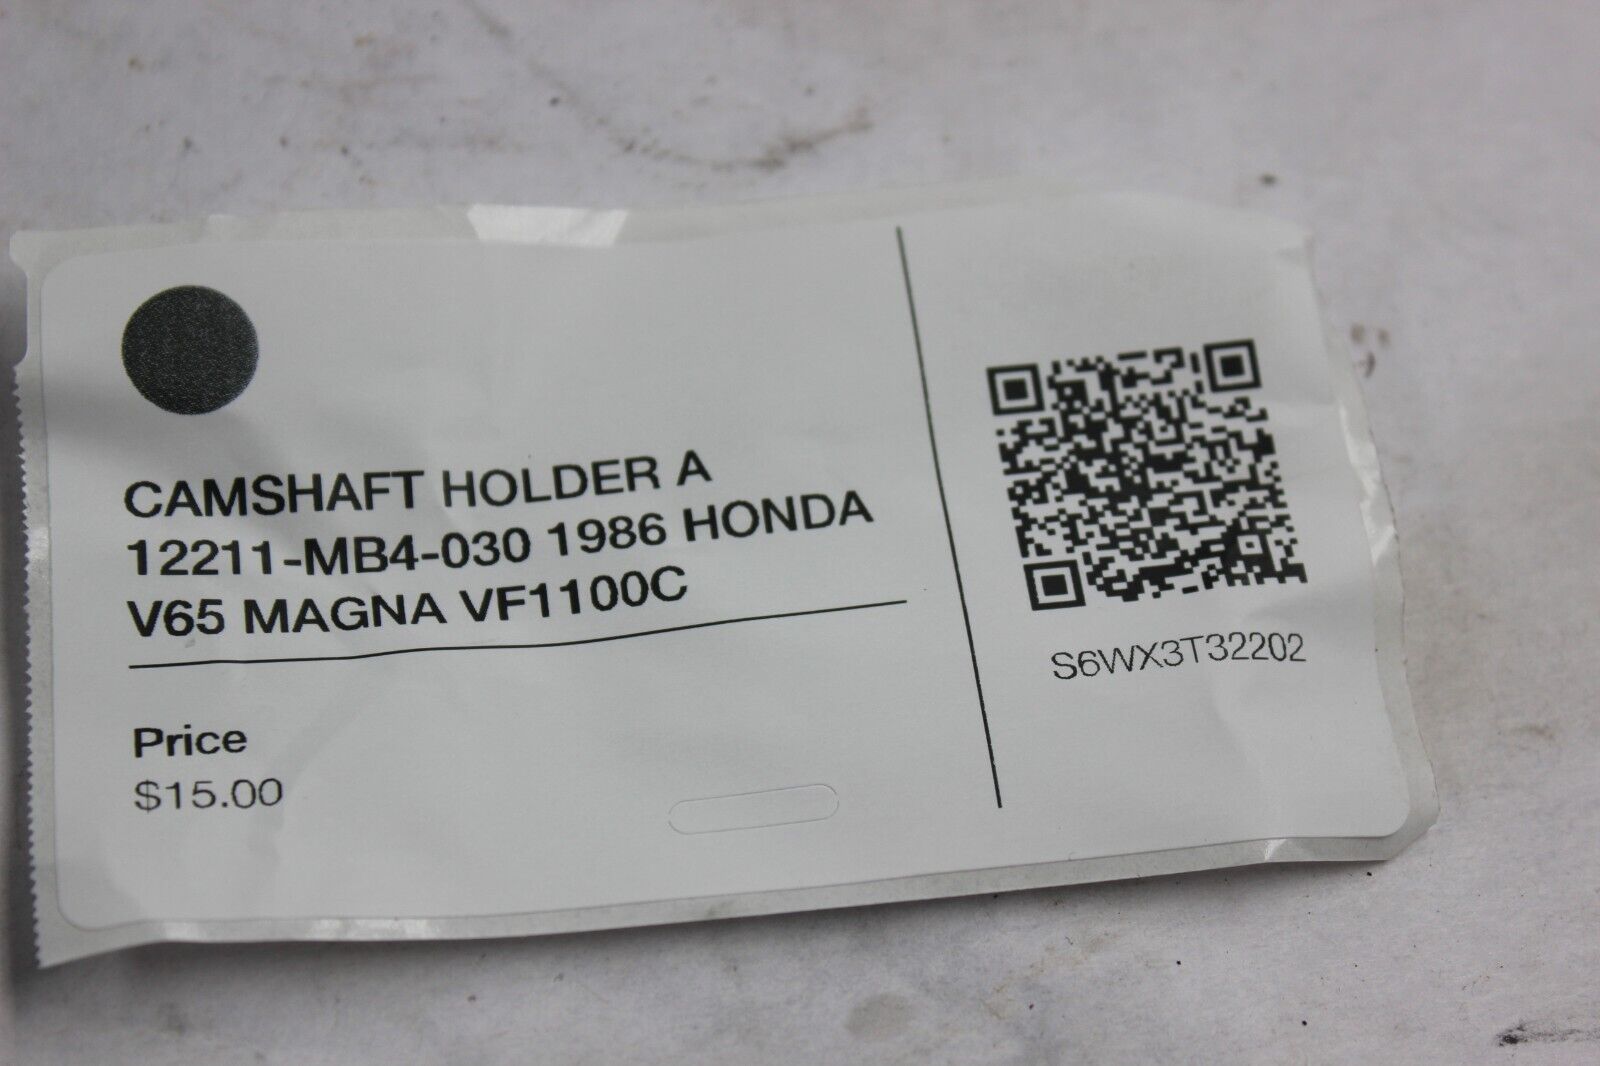 CAMSHAFT HOLDER A
12211-MB4-030 1986 HONDA
V65 MAGNA VF1100C
Price
$15.00
S6WX3T32202